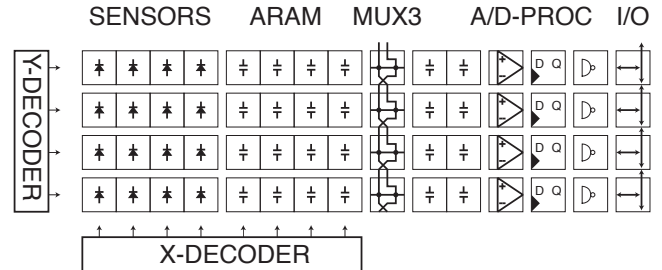 SENSORS ARAM MUX3 A/D-PROC I/O
Y-DECODER
+ − D Q
+ − D Q
+ − D Q
+ − D Q
X-DECODER